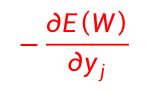 − ∂E(W) / ∂y_j